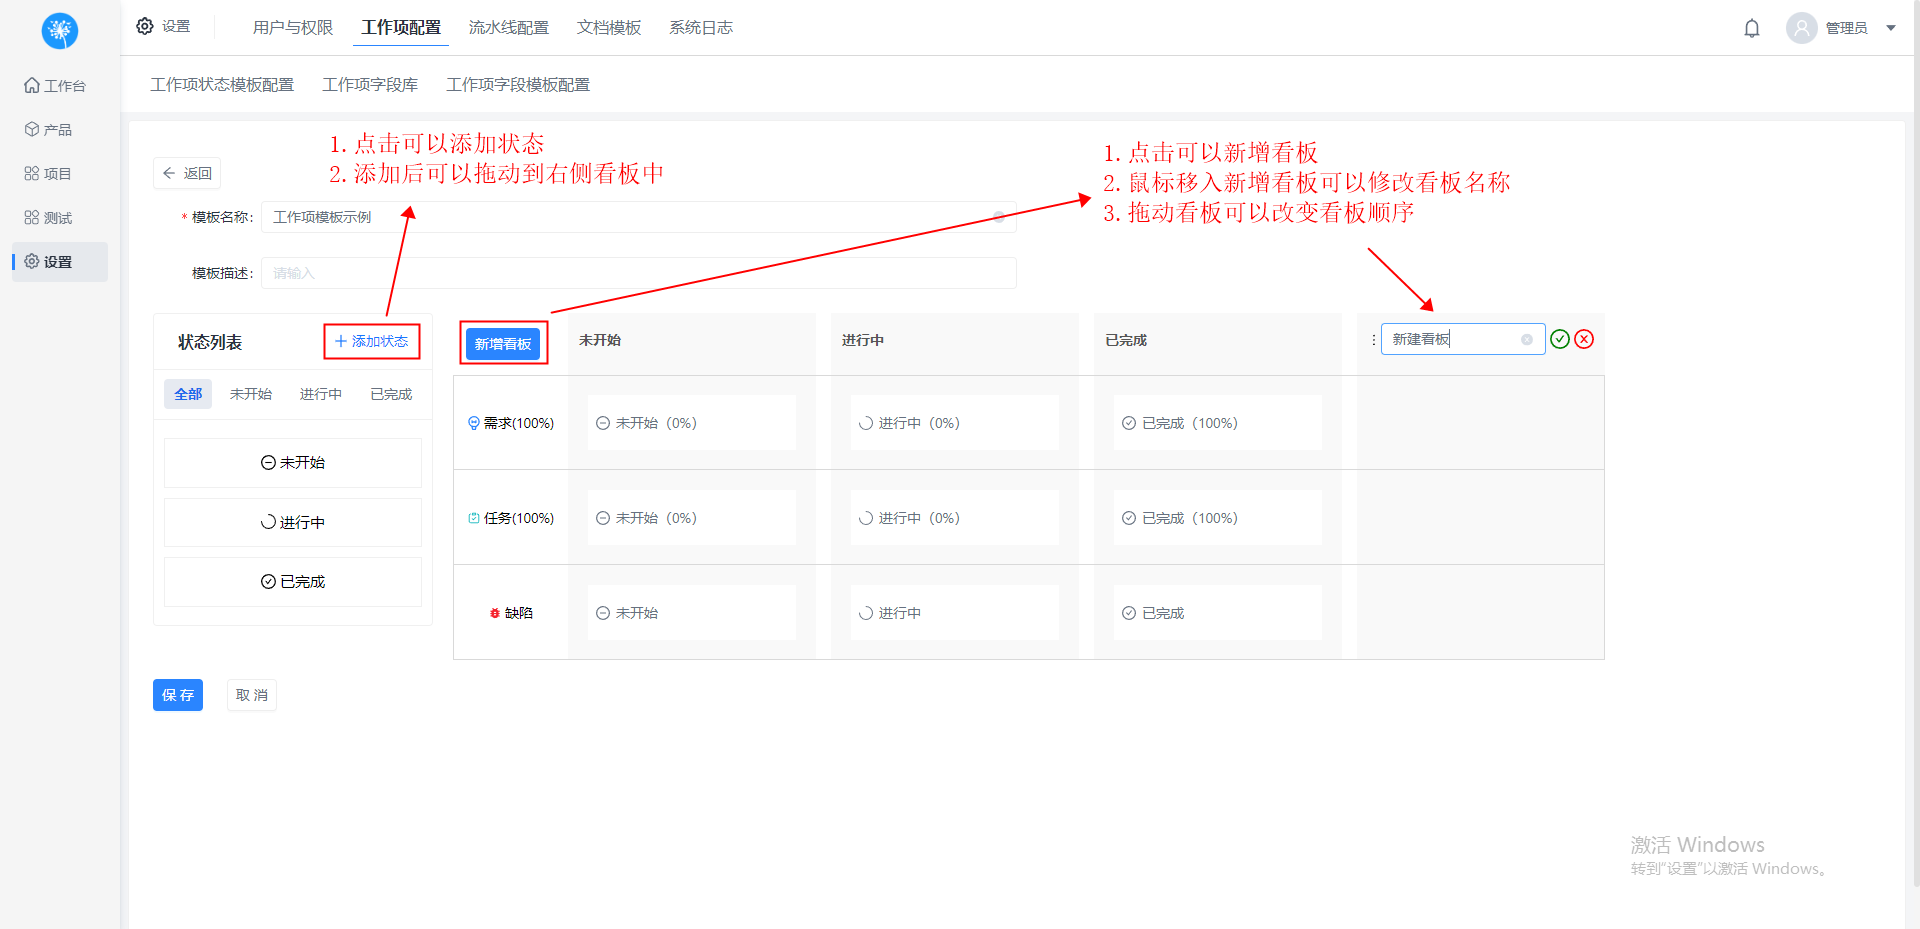 设置
用户与权限
工作项配置
流水线配置
文档模板
系统日志
管理员
工作台
产品
项目
测试
设置
工作项状态模板配置
工作项字段库
工作项字段模板配置
1. 点击可以添加状态
2. 添加后可以拖动到右侧看板中
1. 点击可以新增看板
2. 鼠标移入新增看板可以修改看板名称
3. 拖动看板可以改变看板顺序
返回
* 模板名称:
工作项模板示例
模板描述:
请输入
状态列表
添加状态
全部
未开始
进行中
已完成
未开始
进行中
已完成
新增看板
未开始
进行中
已完成
新建看板
需求(100%)
未开始（0%）
进行中（0%）
已完成（100%）
任务(100%)
未开始（0%）
进行中（0%）
已完成（100%）
缺陷
未开始
进行中
已完成
保 存
取 消
激活 Windows
转到"设置"以激活 Windows。